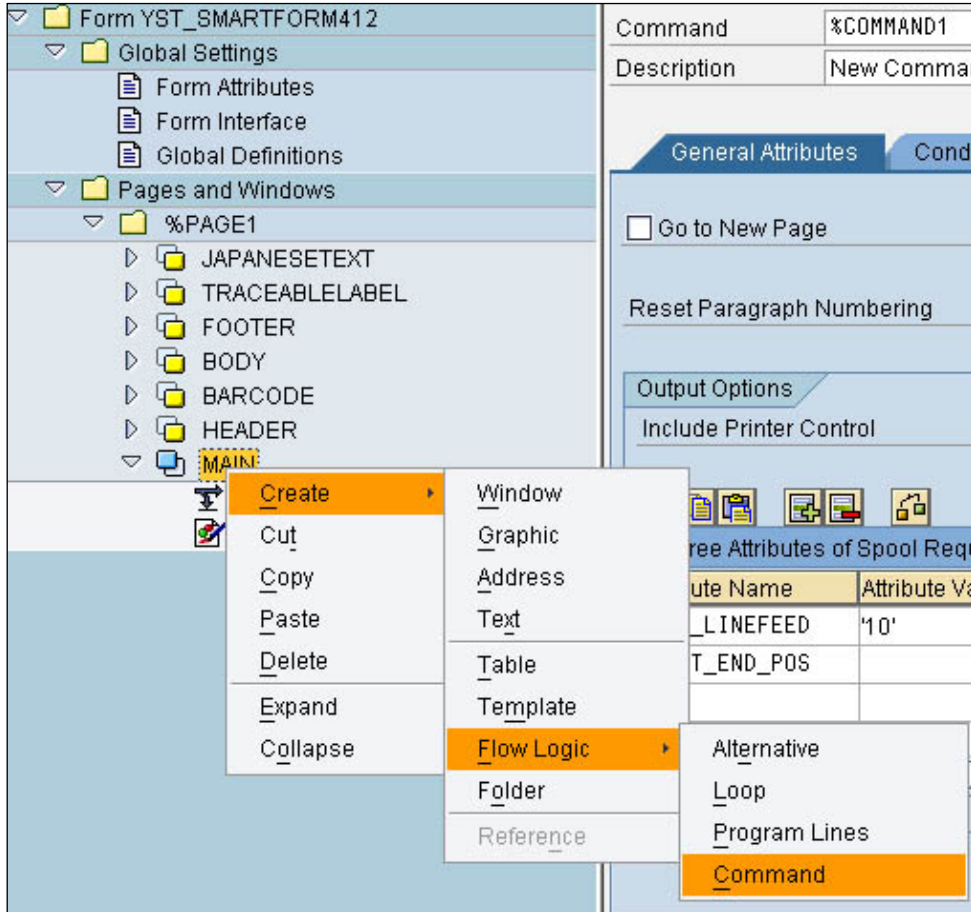 Form YST_SMARTFORM412
Global Settings
Form Attributes
Form Interface
Global Definitions
Pages and Windows
%PAGE1
JAPANESETEXT
TRACEABLELABEL
FOOTER
BODY
BARCODE
HEADER
MAIN
Create
Cut
Copy
Paste
Delete
Expand
Collapse
Window
Graphic
Address
Text
Table
Template
Flow Logic
Folder
Reference
Alternative
Loop
Program Lines
Command
Command %COMMAND1
Description New Comma
General Attributes Cond
Go to New Page
Reset Paragraph Numbering
Output Options
Include Printer Control
ree Attributes of Spool Requ
ute Name Attribute Va
_LINEFEED '10'
T_END_POS